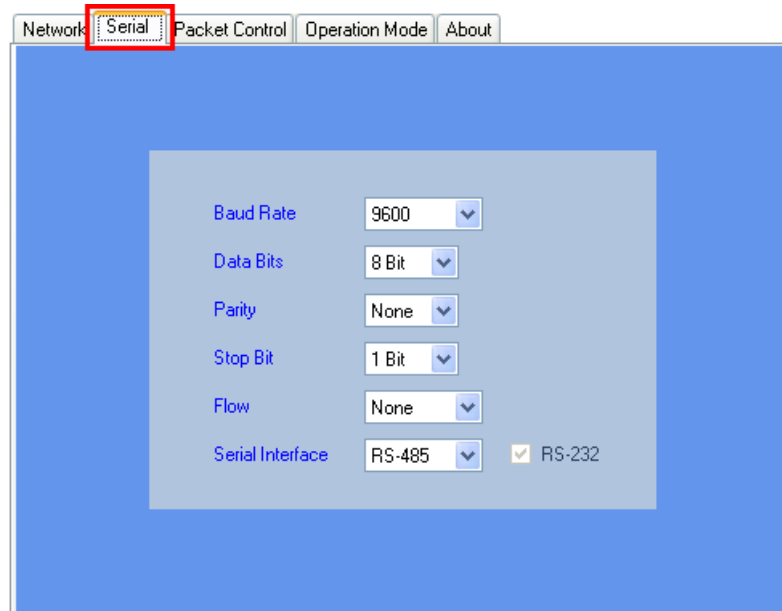 Network Serial Packet Control Operation Mode About
Baud Rate 9600
Data Bits 8 Bit
Parity None
Stop Bit 1 Bit
Flow None
Serial Interface RS-485 RS-232